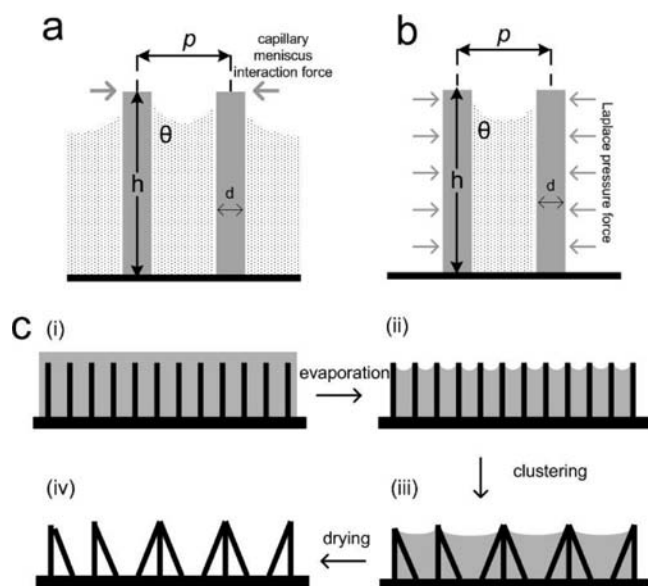 a
p
capillary
meniscus
interaction force
θ
h
d
b
p
θ
h
d
Laplace pressure force
c
(i)
evaporation
(ii)
clustering
(iii)
drying
(iv)